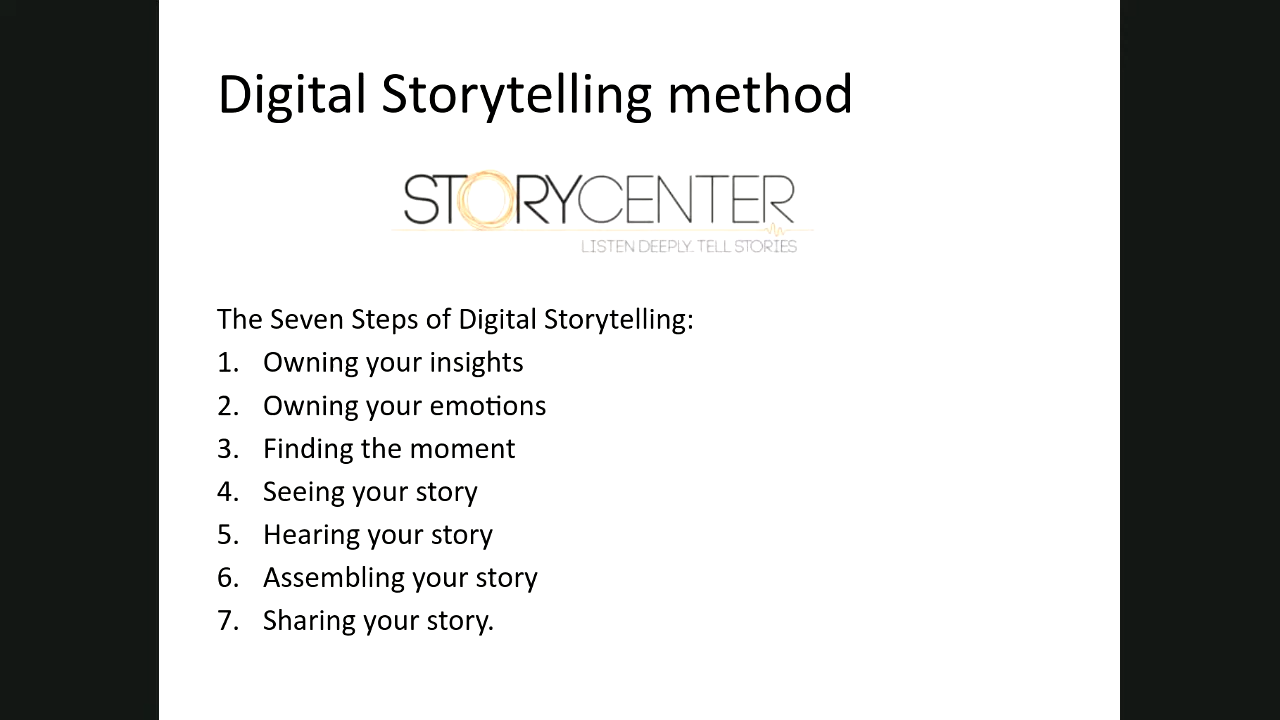 Digital Storytelling method
STORYCENTER
LISTEN DEEPLY. TELL STORIES
The Seven Steps of Digital Storytelling:
1. Owning your insights
2. Owning your emotions
3. Finding the moment
4. Seeing your story
5. Hearing your story
6. Assembling your story
7. Sharing your story.